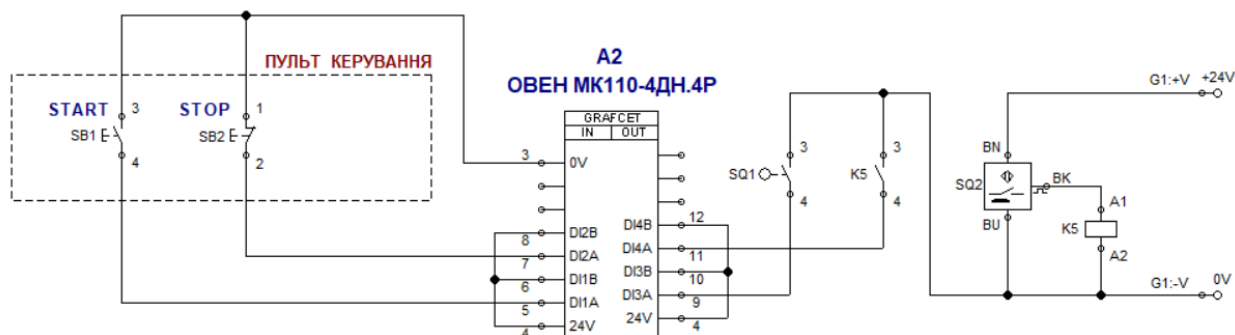 ПУЛЬТ КЕРУВАННЯ
START 3
STOP 1
SB1 E
SB2 E
4
2
A2
ОВЕН МК110-4ДН.4Р
GRAFCET
IN OUT
3 0V
8 DI2B
7 DI2A
6 DI1B
5 DI1A
4 24V
DI4B 12
DI4A 11
DI3B 10
DI3A 9
24V 4
3
SQ1
4
3
K5
4
G1:+V +24V
BN
SQ2
BK
BU
A1
K5
A2
G1:-V 0V